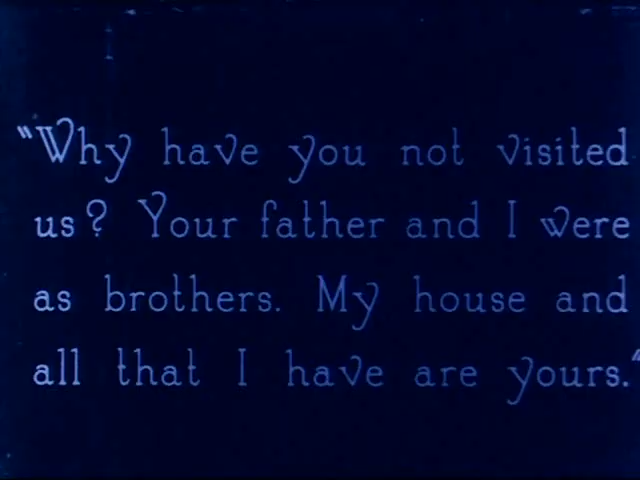 "Why have you not visited
us? Your father and I were
as brothers. My house and
all that I have are yours."